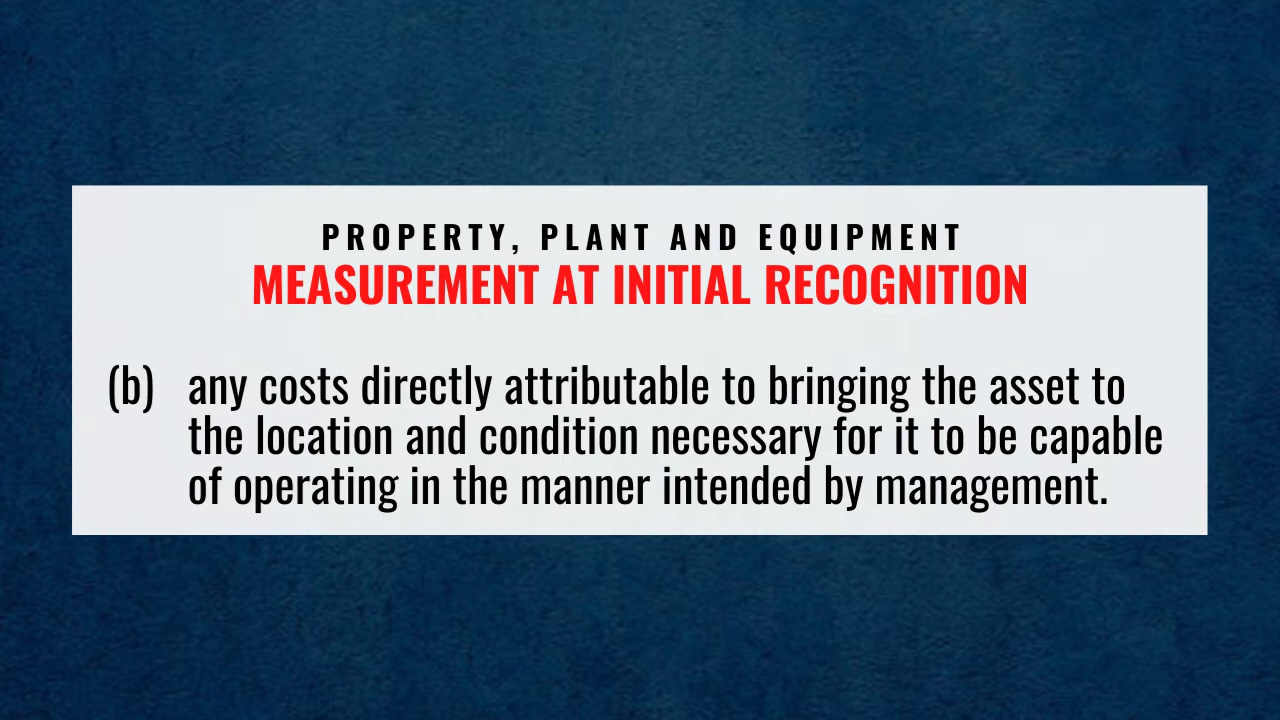 PROPERTY, PLANT AND EQUIPMENT
MEASUREMENT AT INITIAL RECOGNITION
(b) any costs directly attributable to bringing the asset to
the location and condition necessary for it to be capable
of operating in the manner intended by management.